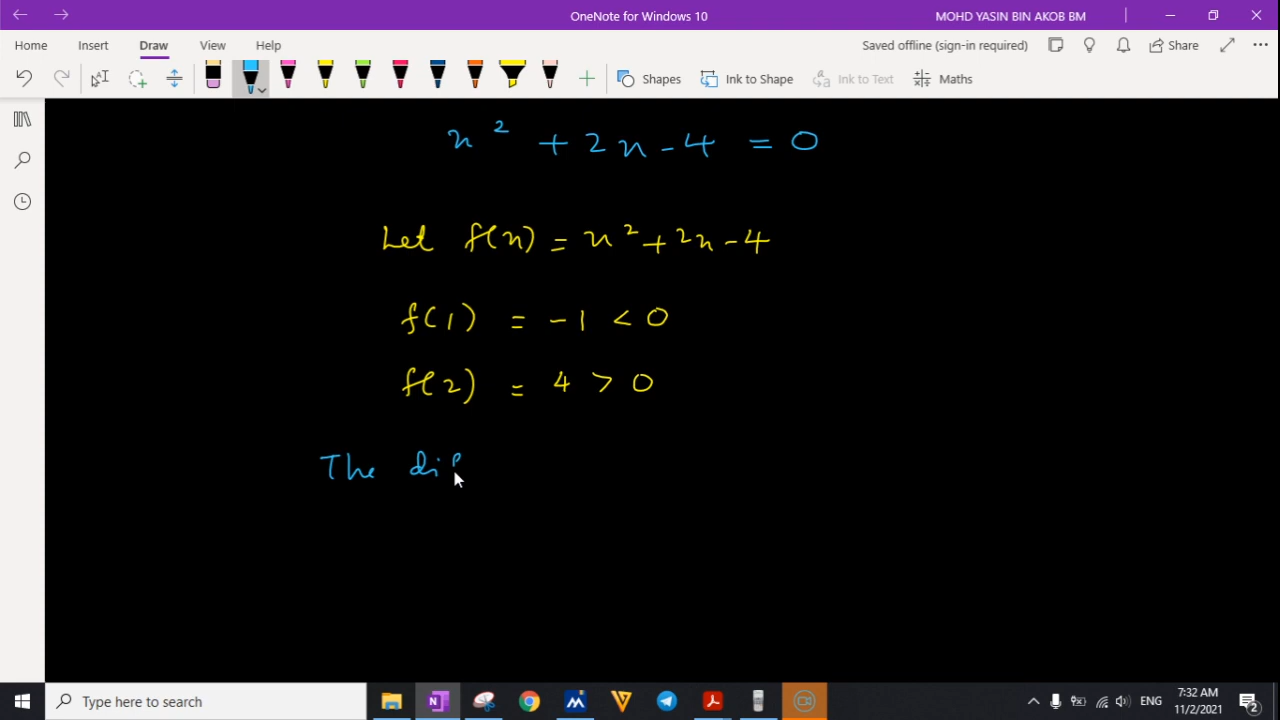 OneNote for Windows 10
MOHD YASIN BIN AKOB BM
Home Insert Draw View Help
Saved offline (sign-in required)
Share
Shapes
Ink to Shape
Ink to Text
Maths
x² + 2x - 4 = 0
Let f(x) = x² + 2x - 4
f(1) = -1 < 0
f(2) = 4 > 0
The
Type here to search
ENG
7:32 AM
11/2/2021
2